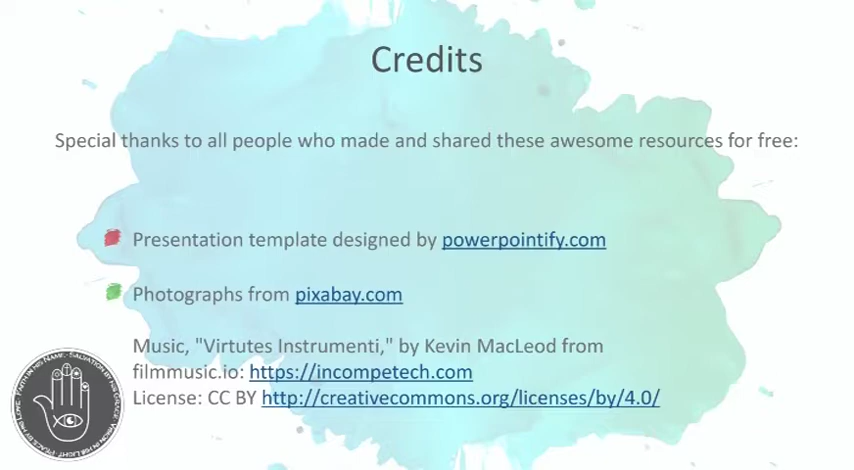 Credits
Special thanks to all people who made and shared these awesome resources for free:
Presentation template designed by powerpointify.com
Photographs from pixabay.com
Music, "Virtutes Instrumenti," by Kevin MacLeod from
filmmusic.io: https://incompetech.com
License: CC BY http://creativecommons.org/licenses/by/4.0/